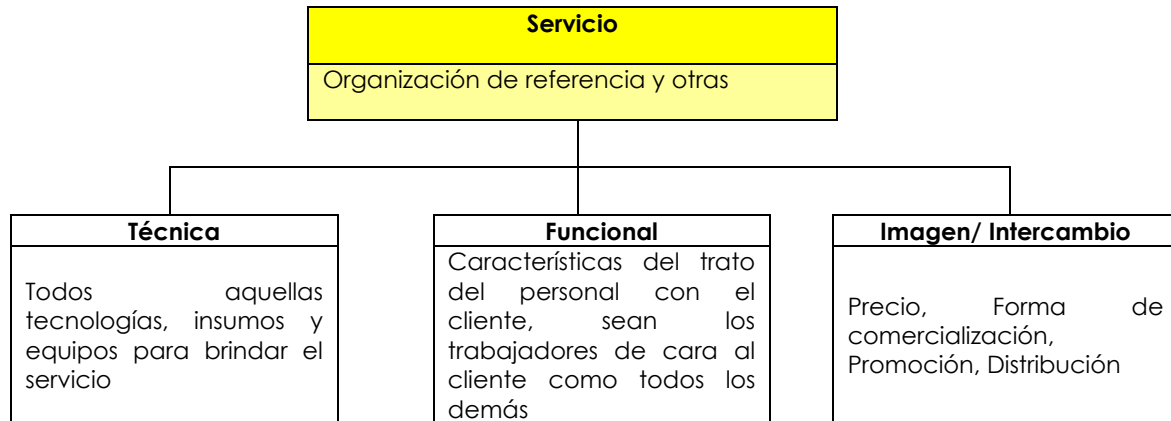 Servicio
Organización de referencia y otras
Técnica
Todos aquellas
tecnologías, insumos y
equipos para brindar el
servicio
Funcional
Características del trato
del personal con el
cliente, sean los
trabajadores de cara al
cliente como todos los
demás
Imagen/ Intercambio
Precio, Forma de
comercialización,
Promoción, Distribución